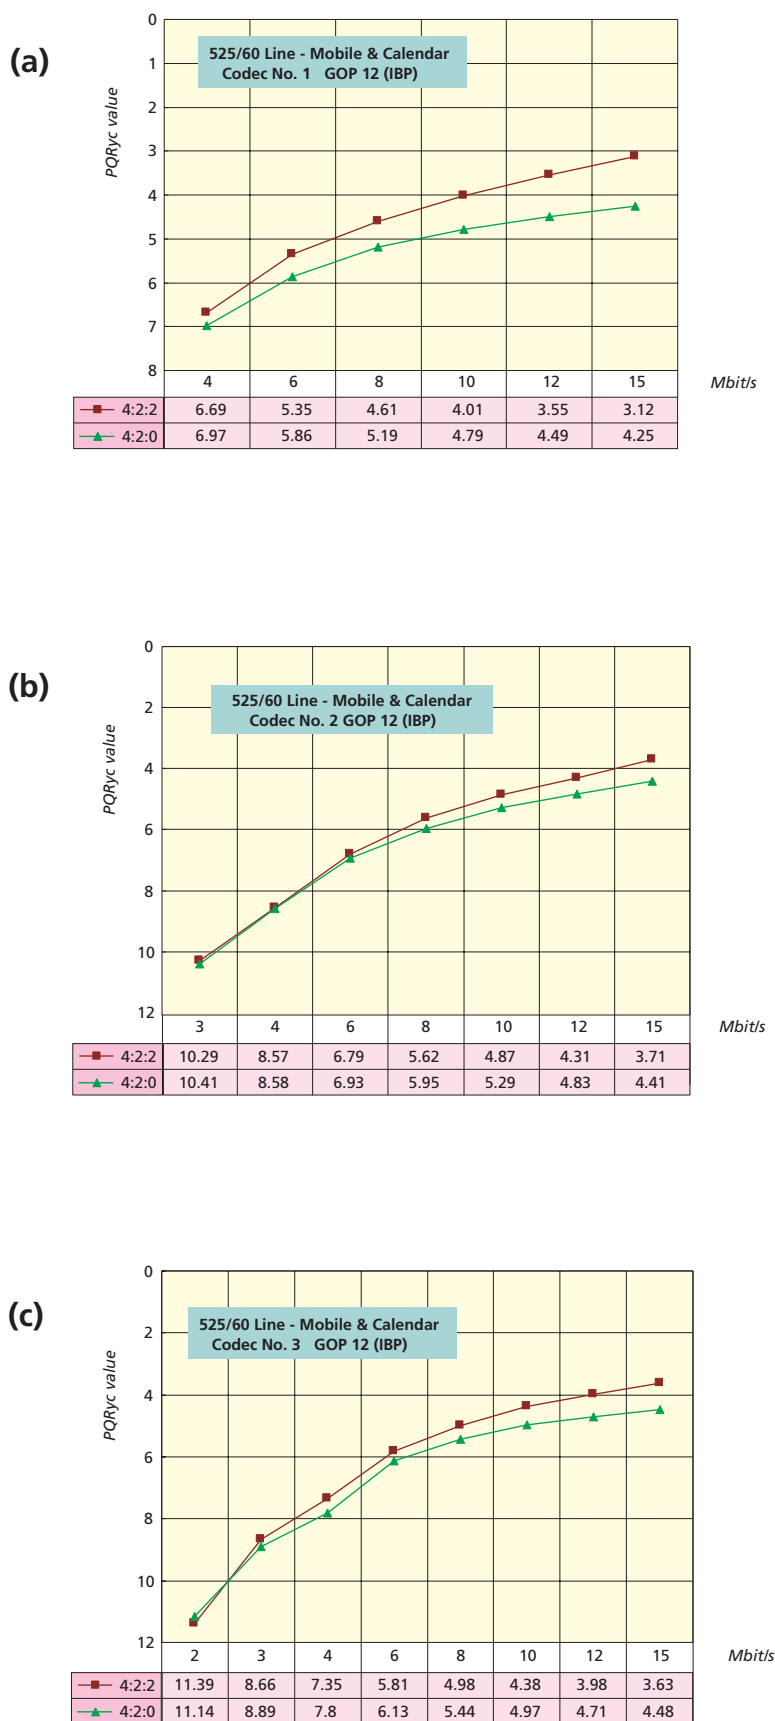 (a)
0
525/60 Line - Mobile & Calendar
Codec No. 1 GOP 12 (IBP)
1
2
PQRyc value
3
4
5
6
7
8
4 6 8 10 12 15 Mbit/s
4:2:2 6.69 5.35 4.61 4.01 3.55 3.12
4:2:0 6.97 5.86 5.19 4.79 4.49 4.25
(b)
0
525/60 Line - Mobile & Calendar
Codec No. 2 GOP 12 (IBP)
2
PQRyc value
4
6
8
10
12
3 4 6 8 10 12 15 Mbit/s
4:2:2 10.29 8.57 6.79 5.62 4.87 4.31 3.71
4:2:0 10.41 8.58 6.93 5.95 5.29 4.83 4.41
(c)
0
525/60 Line - Mobile & Calendar
Codec No. 3 GOP 12 (IBP)
2
PQRyc value
4
6
8
10
12
2 3 4 6 8 10 12 15 Mbit/s
4:2:2 11.39 8.66 7.35 5.81 4.98 4.38 3.98 3.63
4:2:0 11.14 8.89 7.8 6.13 5.44 4.97 4.71 4.48